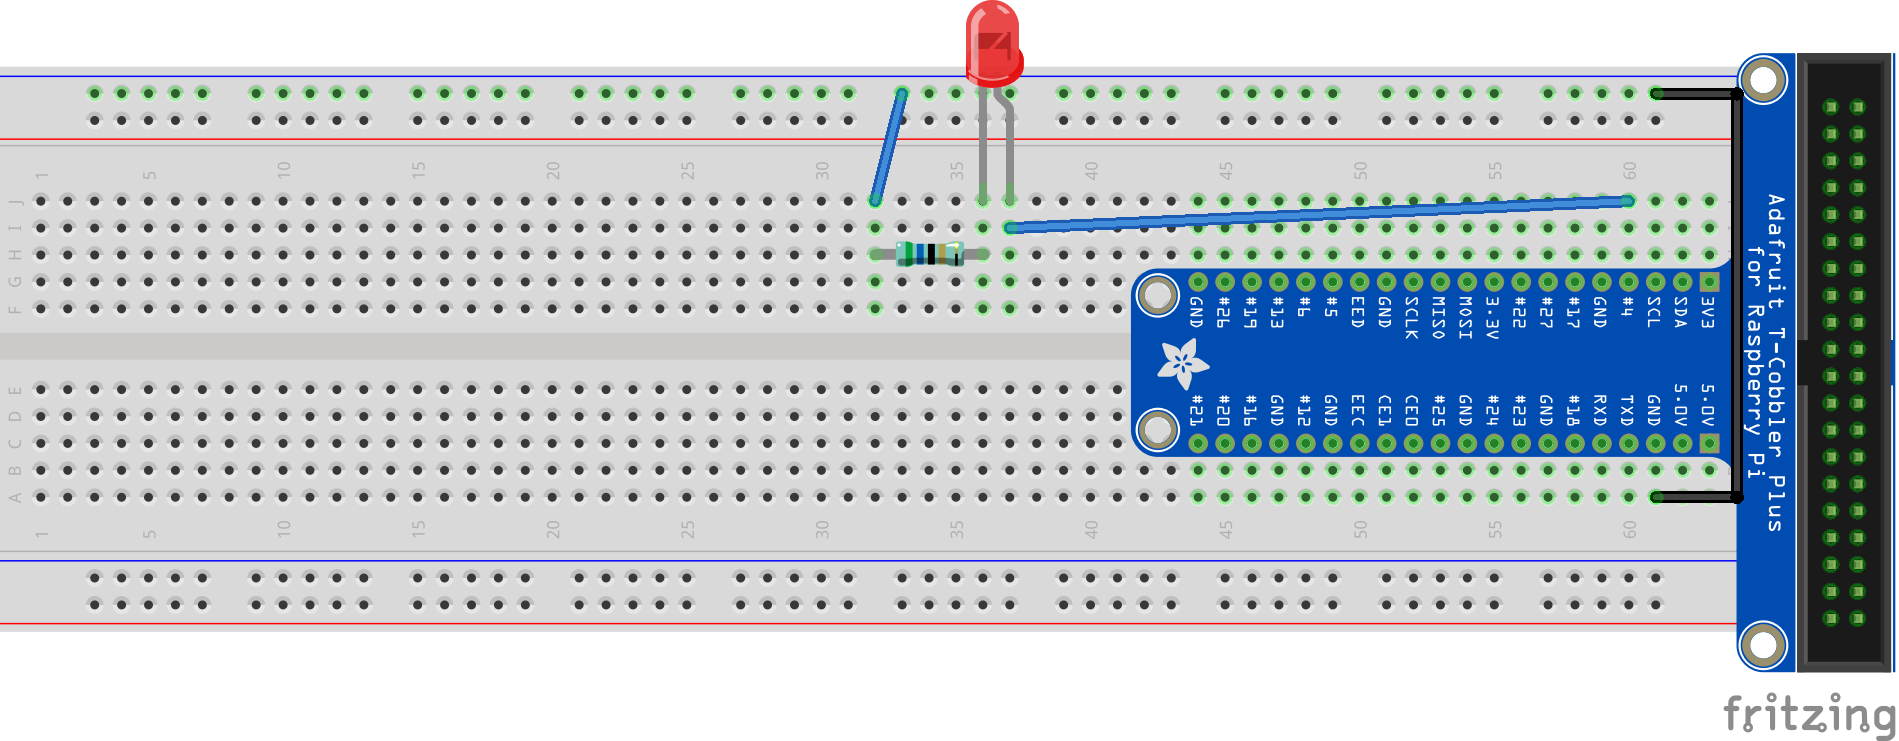 1 5 10 15 20 25 30 35 40 45 50 55 60
J
I
H
G
F
GND #26 #19 #13 #6 #5 EED GND SCLK MISO MOSI 3.3V #22 #27 #17 GND #4 SCL SDA 3V3
E
D
C
B
A
#21 #20 #16 GND #12 GND EEC CE1 CE0 #25 GND #24 #23 GND #18 RXD TXD GND 5.0V 5.0V
1 5 10 15 20 25 30 35 40 45 50 55 60
Adafruit T-Cobbler Plus
for Raspberry Pi
fritzing